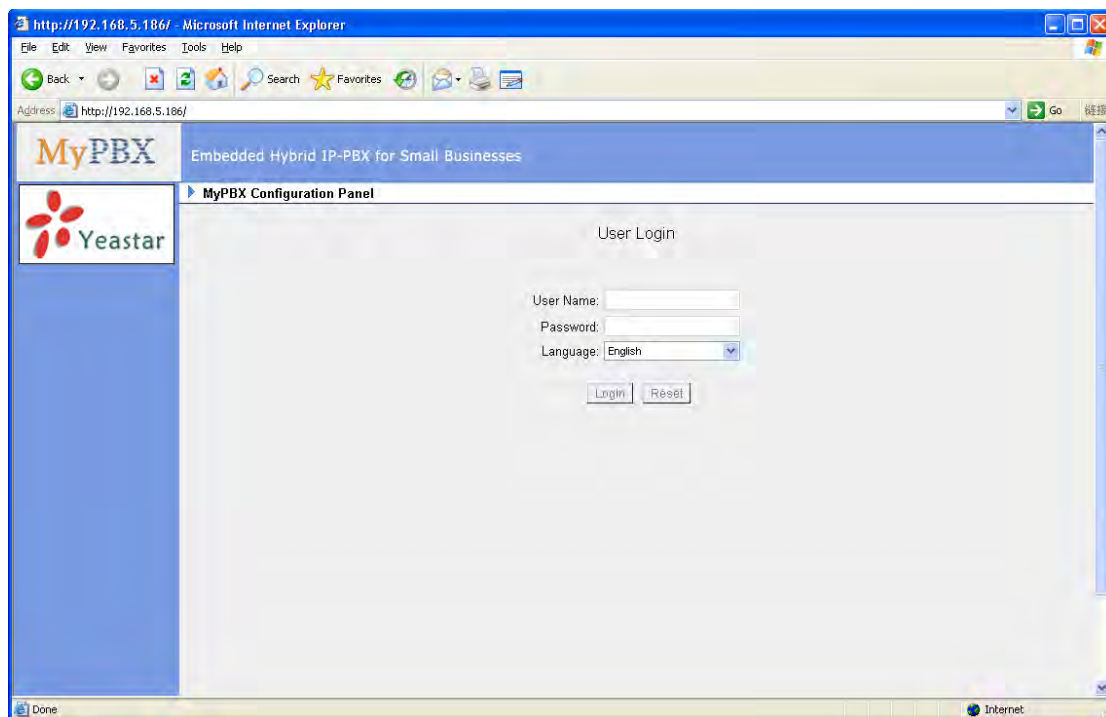 http://192.168.5.186/ - Microsoft Internet Explorer
File Edit View Favorites Tools Help
Back Search Favorites
Address http://192.168.5.186/ Go 链接
MyPBX Embedded Hybrid IP-PBX for Small Businesses
MyPBX Configuration Panel
Yeastar
User Login
User Name:
Password:
Language: English
Login Reset
Done Internet